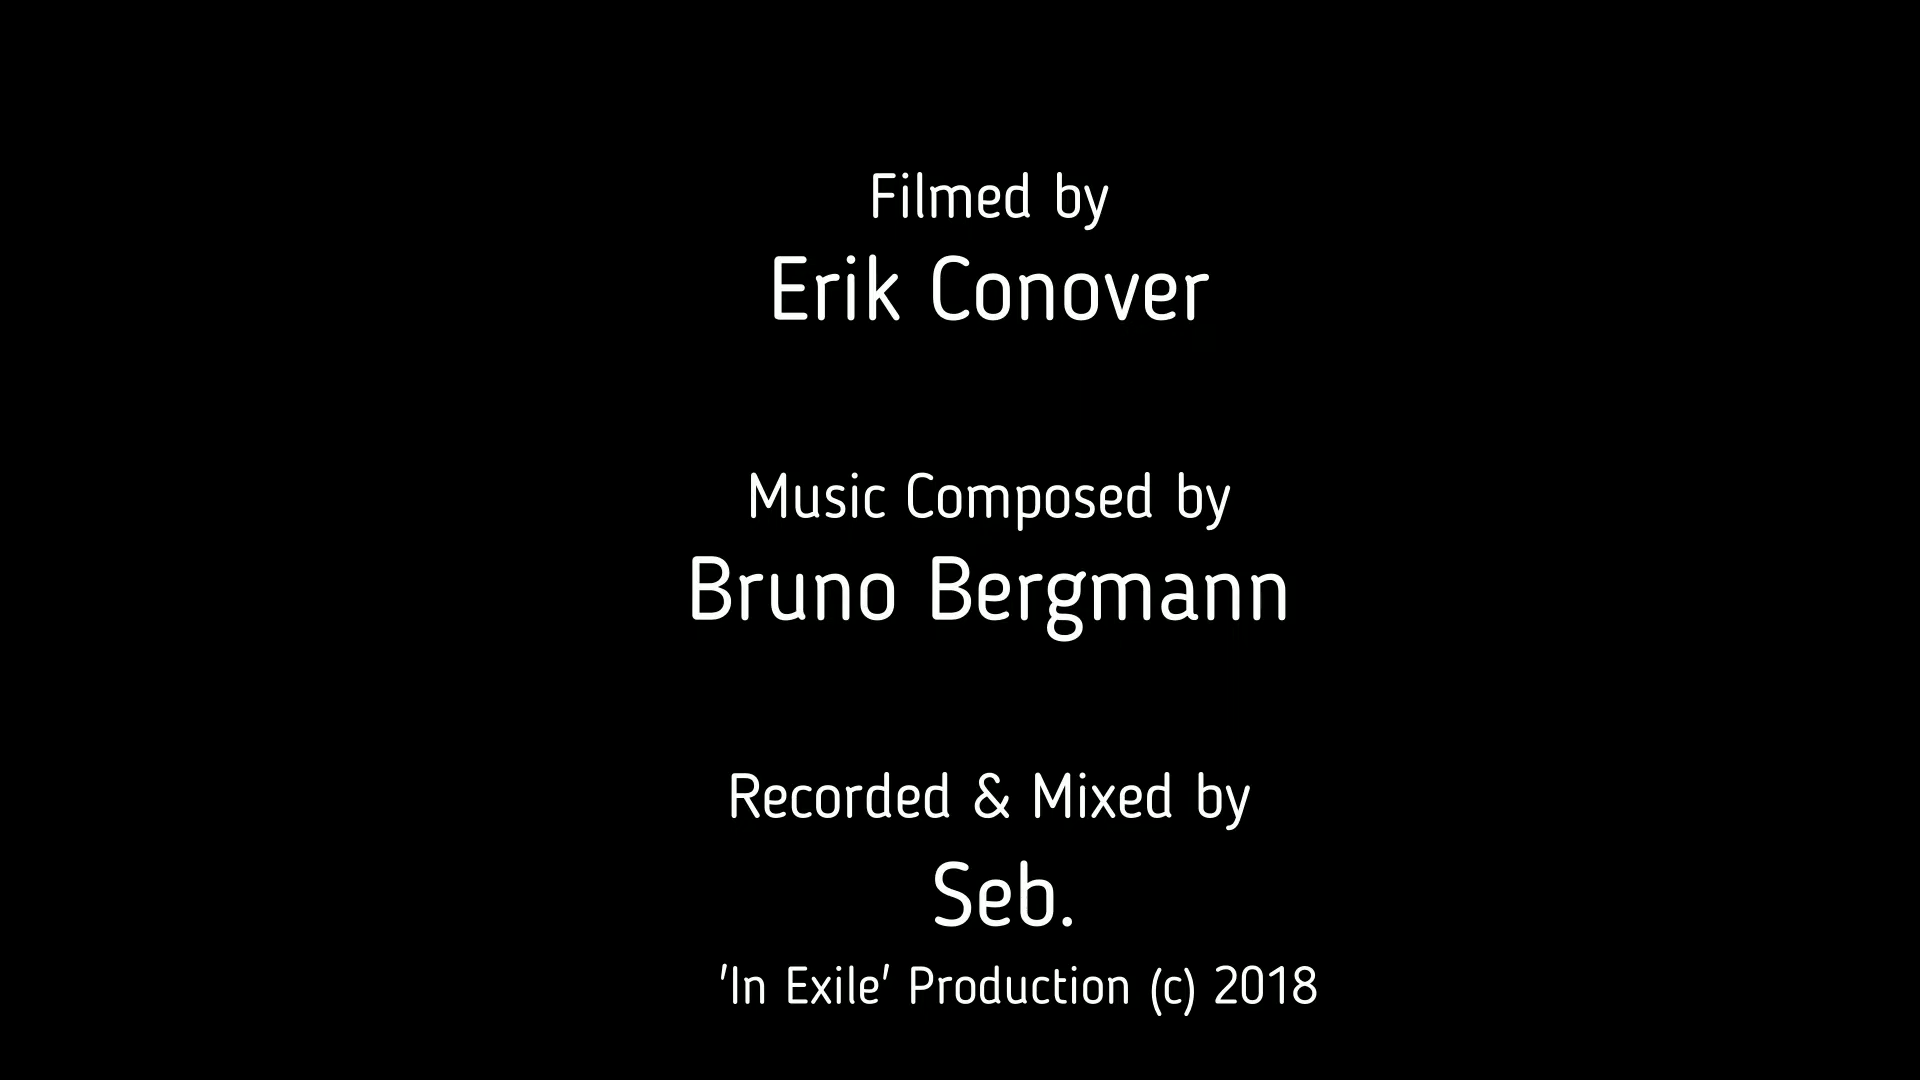 Filmed by
Erik Conover
Music Composed by
Bruno Bergmann
Recorded & Mixed by
Seb.
'In Exile' Production (c) 2018